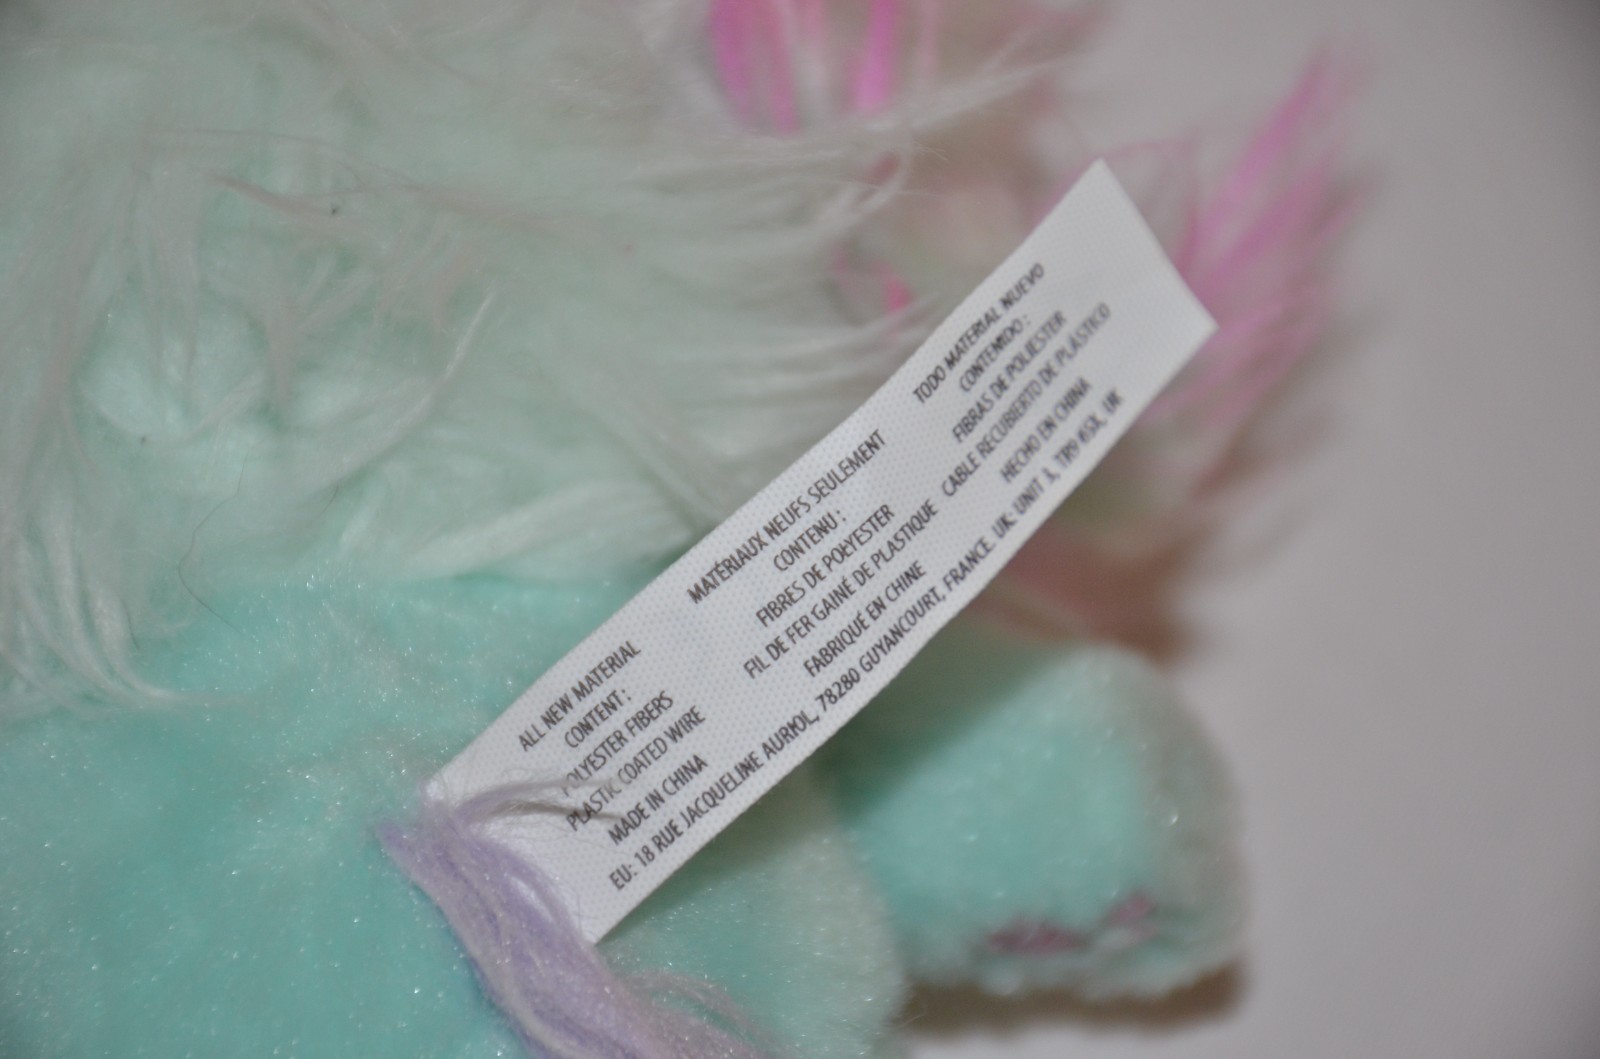 ALL NEW MATERIAL
CONTENT :
POLYESTER FIBERS
PLASTIC COATED WIRE
MADE IN CHINA
MATÉRIAUX NEUFS SEULEMENT
CONTENU :
FIBRES DE POLYESTER
FIL DE FER GAINÉ DE PLASTIQUE
FABRIQUÉ EN CHINE
TODO MATERIAL NUEVO
CONTENIDO :
FIBRAS DE POLIESTER
CABLE RECUBIERTO DE PLÁSTICO
HECHO EN CHINA
EU: 18 RUE JACQUELINE AURIOL, 78280 GUYANCOURT, FRANCE UK: UNIT 3, TR9 6SX, UK